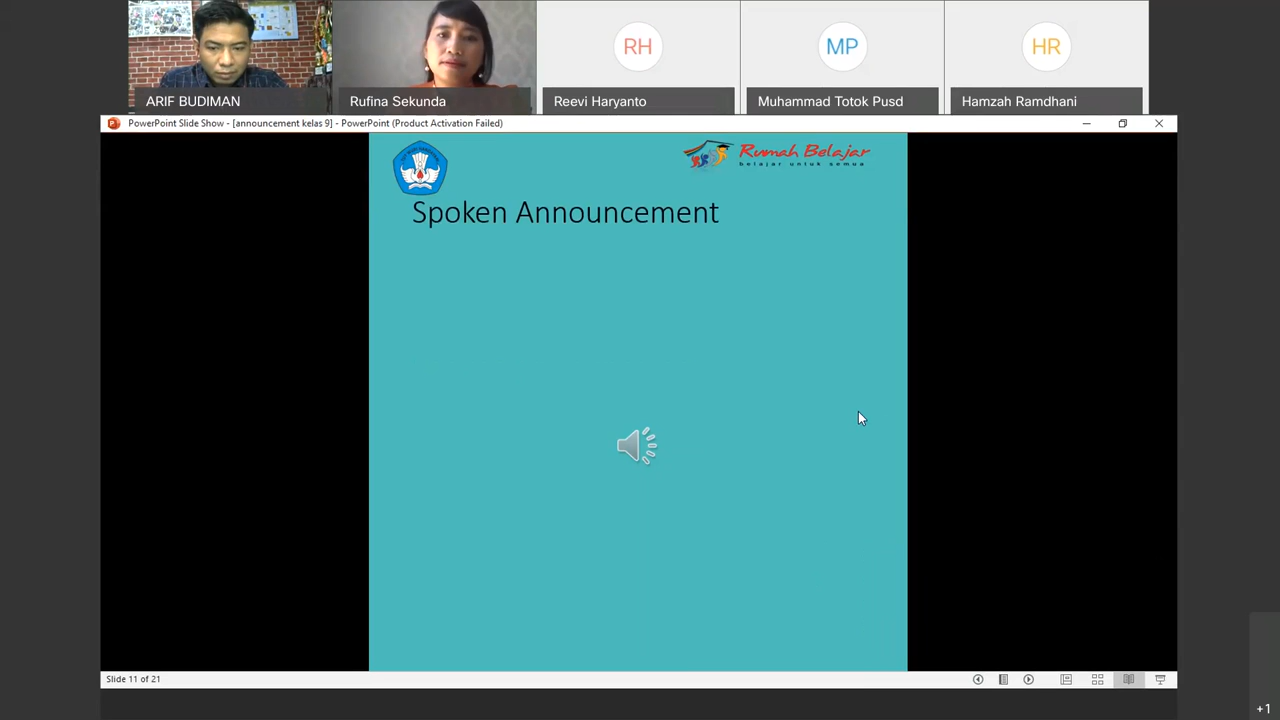 ARIF BUDIMAN
Rufina Sekunda
RH
Reevi Haryanto
MP
Muhammad Totok Pusd
HR
Hamzah Ramdhani
PowerPoint Slide Show - [announcement kelas 9] - PowerPoint (Product Activation Failed)
Rumah Belajar
belajar untuk semua
Spoken Announcement
Slide 11 of 21
+1